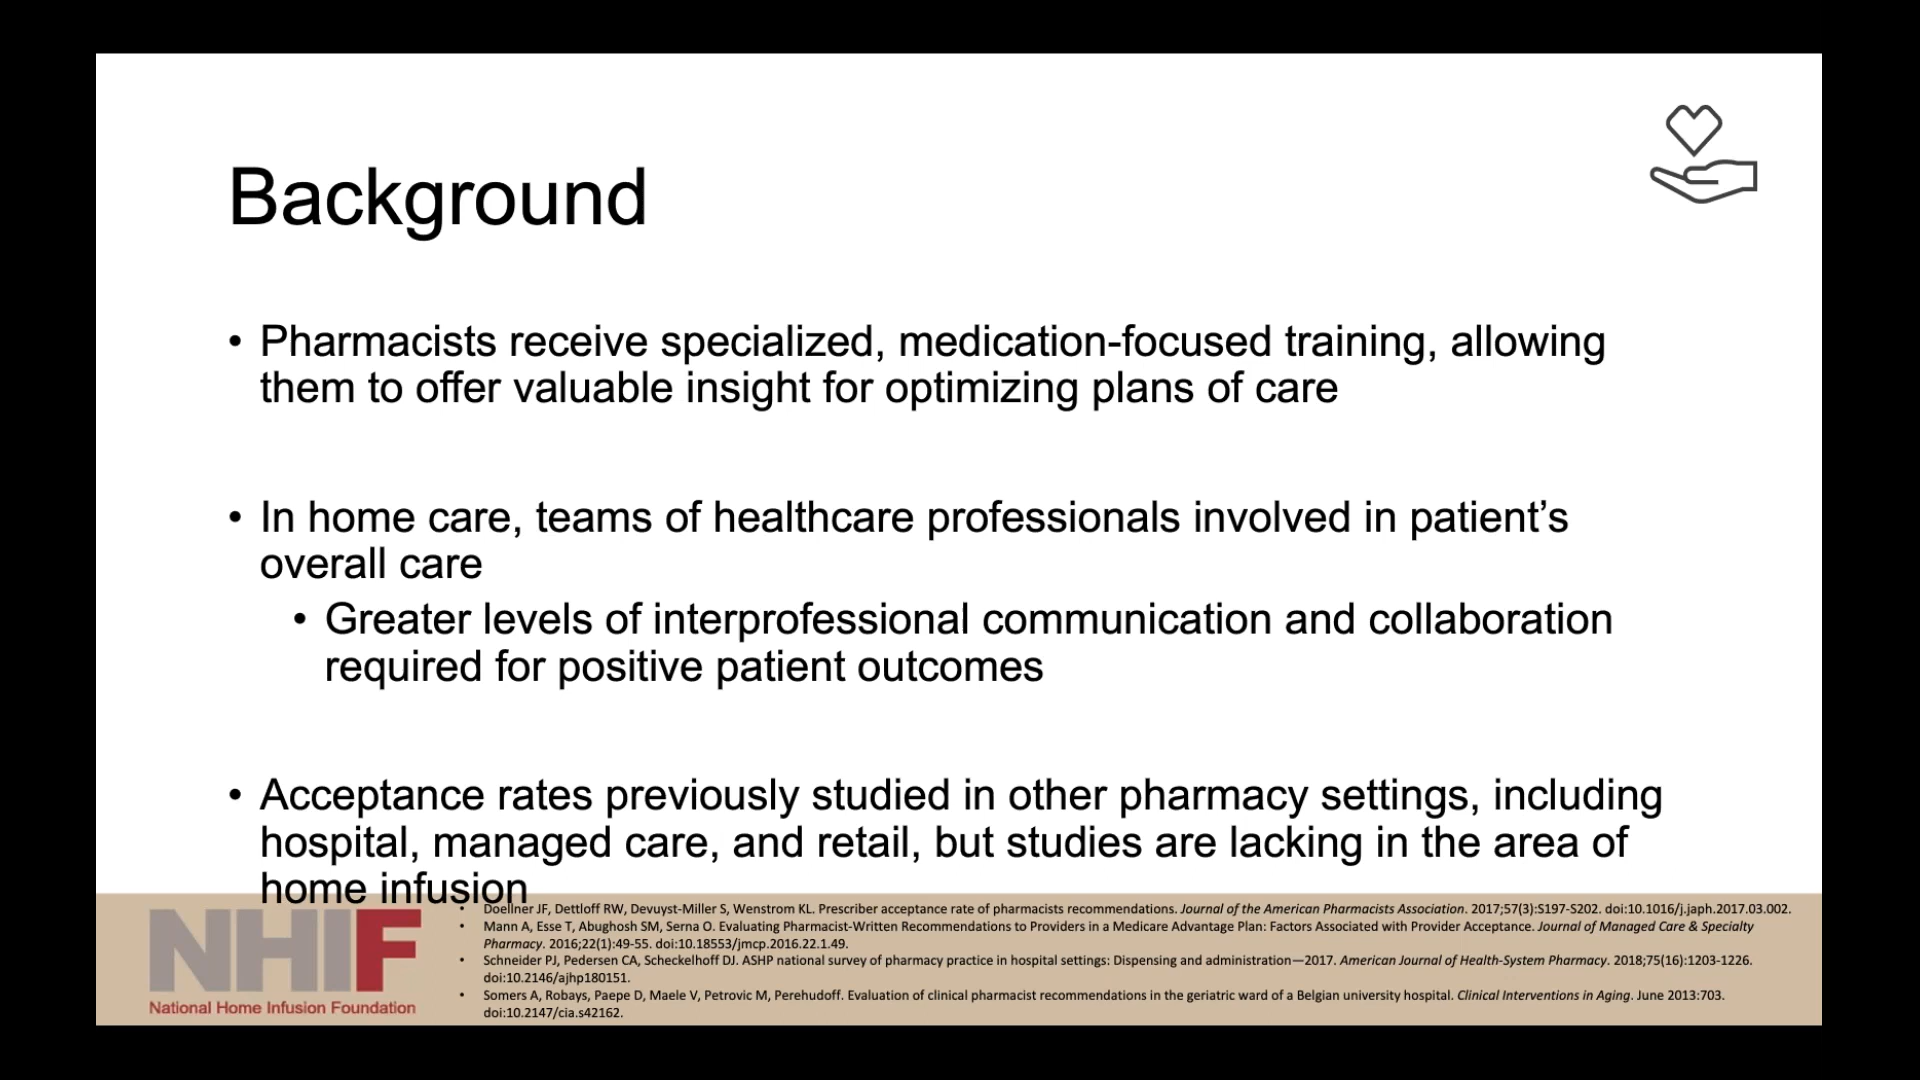 Background
• Pharmacists receive specialized, medication-focused training, allowing
them to offer valuable insight for optimizing plans of care
• In home care, teams of healthcare professionals involved in patient’s
overall care
• Greater levels of interprofessional communication and collaboration
required for positive patient outcomes
• Acceptance rates previously studied in other pharmacy settings, including
hospital, managed care, and retail, but studies are lacking in the area of
home infusion
NHIF
National Home Infusion Foundation
• Doellner JF, Dettloff RW, Devuyst-Miller S, Wenstrom KL. Prescriber acceptance rate of pharmacists recommendations. Journal of the American Pharmacists Association. 2017;57(3):S197-S202. doi:10.1016/j.japh.2017.03.002.
• Mann A, Esse T, Abughosh SM, Serna O. Evaluating Pharmacist-Written Recommendations to Providers in a Medicare Advantage Plan: Factors Associated with Provider Acceptance. Journal of Managed Care & Specialty
Pharmacy. 2016;22(1):49-55. doi:10.18553/jmcp.2016.22.1.49.
• Schneider PJ, Pedersen CA, Scheckelhoff DJ. ASHP national survey of pharmacy practice in hospital settings: Dispensing and administration—2017. American Journal of Health-System Pharmacy. 2018;75(16):1203-1226.
doi:10.2146/ajhp180151.
• Somers A, Robays, Paepe D, Maele V, Petrovic M, Perehudoff. Evaluation of clinical pharmacist recommendations in the geriatric ward of a Belgian university hospital. Clinical Interventions in Aging. June 2013:703.
doi:10.2147/cia.s42162.